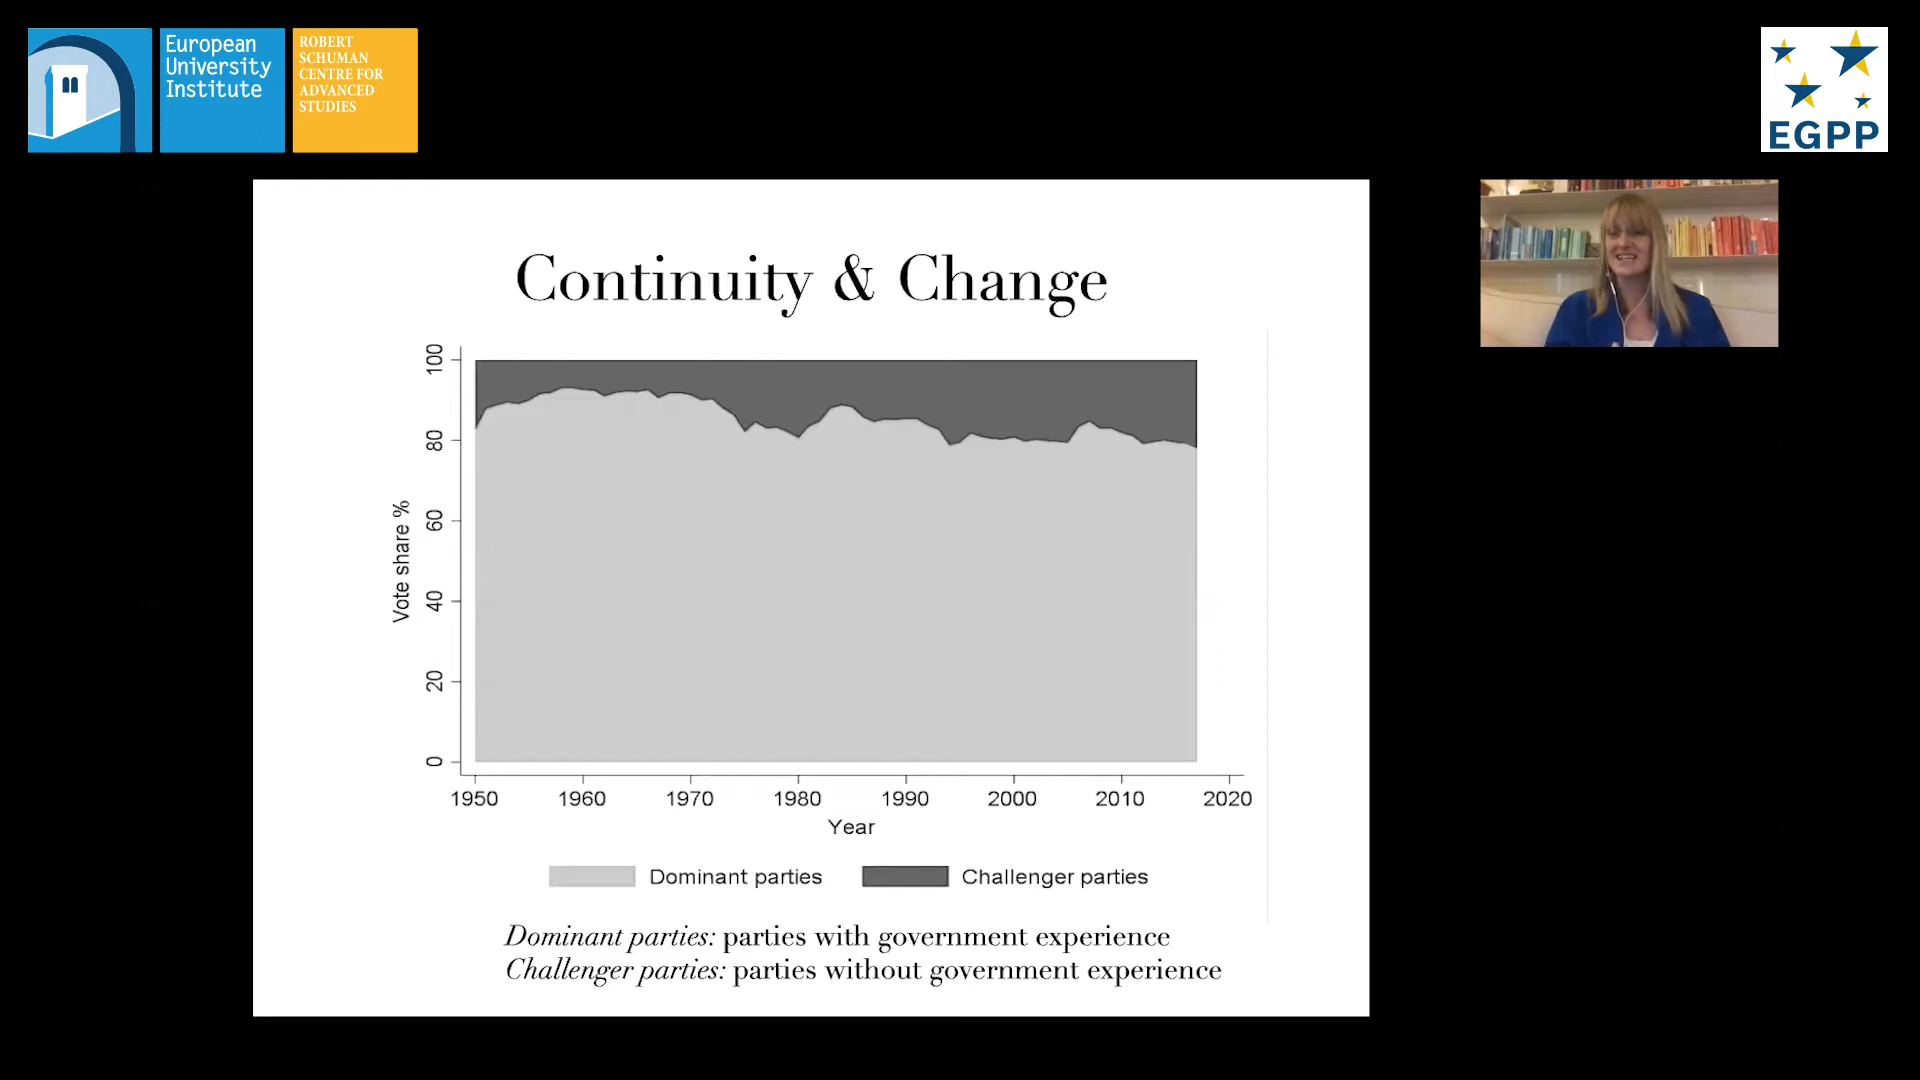 European
University
Institute
ROBERT
SCHUMAN
CENTRE FOR
ADVANCED
STUDIES
EGPP
Continuity & Change
100
80
60
40
20
0
Vote share %
1950 1960 1970 1980 1990 2000 2010 2020
Year
Dominant parties Challenger parties
Dominant parties: parties with government experience
Challenger parties: parties without government experience